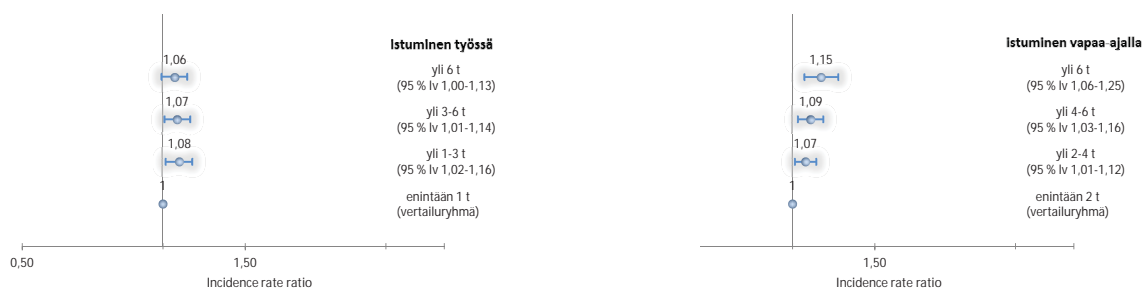 Istuminen työssä
1,06
yli 6 t
(95 % lv 1,00-1,13)
1,07
yli 3-6 t
(95 % lv 1,01-1,14)
1,08
yli 1-3 t
(95 % lv 1,02-1,16)
1
enintään 1 t
(vertailuryhmä)
0,50
1,50
Incidence rate ratio
istuminen vapaa-ajalla
1,15
yli 6 t
(95 % lv 1,06-1,25)
1,09
yli 4-6 t
(95 % lv 1,03-1,16)
1,07
yli 2-4 t
(95 % lv 1,01-1,12)
1
enintään 2 t
(vertailuryhmä)
1,50
Incidence rate ratio